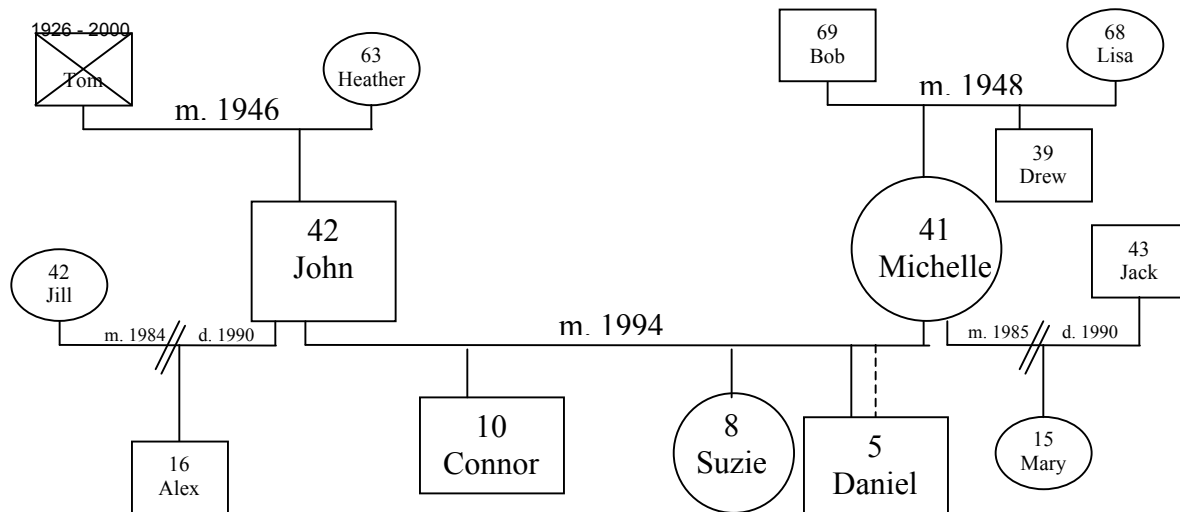 1926 - 2000
Tom
63
Heather
69
Bob
68
Lisa
m. 1946
m. 1948
39
Drew
42
John
41
Michelle
42
Jill
43
Jack
m. 1984
d. 1990
m. 1994
m. 1985
d. 1990
16
Alex
10
Connor
8
Suzie
5
Daniel
15
Mary